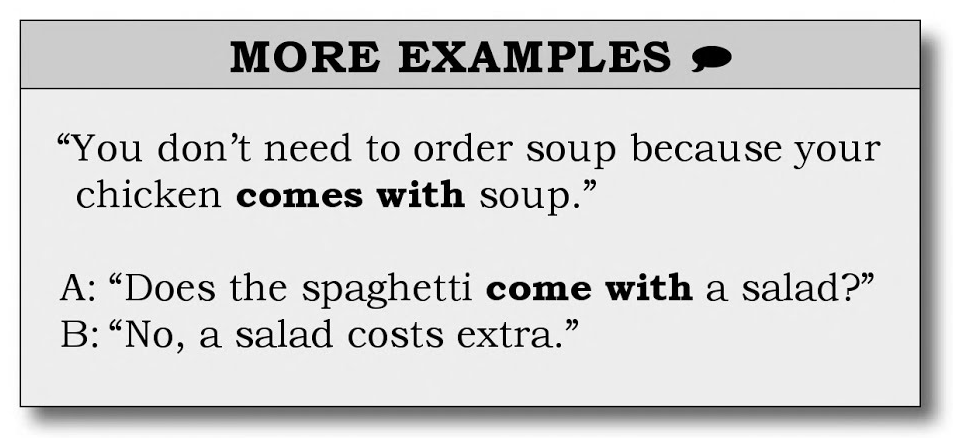 MORE EXAMPLES
“You don’t need to order soup because your
chicken comes with soup.”
A: “Does the spaghetti come with a salad?”
B: “No, a salad costs extra.”